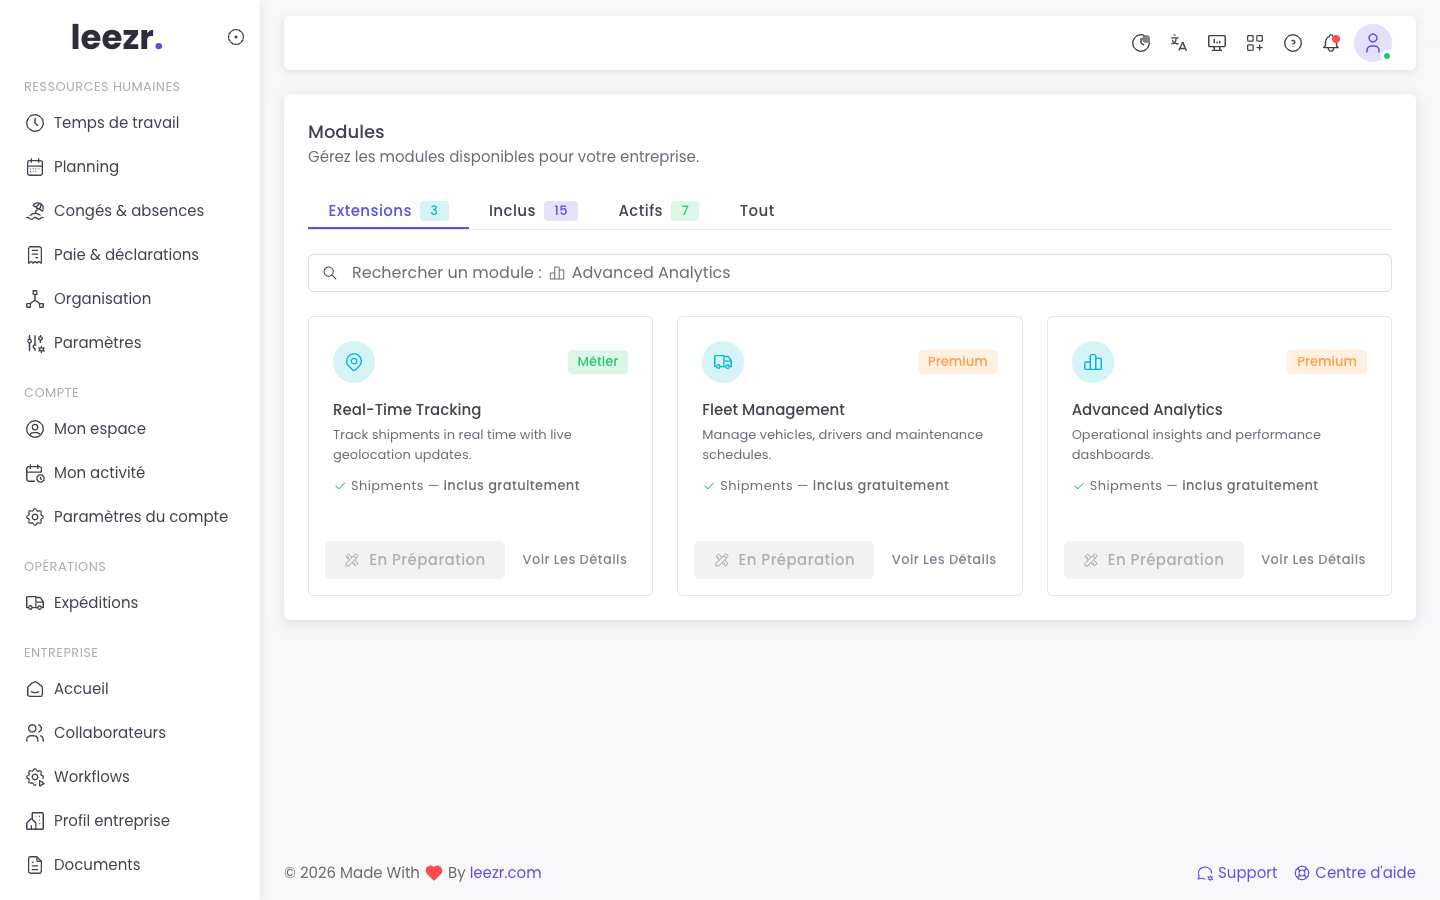 leezr.
RESSOURCES HUMAINES
Temps de travail
Planning
Congés & absences
Paie & déclarations
Organisation
Paramètres
COMPTE
Mon espace
Mon activité
Paramètres du compte
OPÉRATIONS
Expéditions
ENTREPRISE
Accueil
Collaborateurs
Workflows
Profil entreprise
Documents
Modules
Gérez les modules disponibles pour votre entreprise.
Extensions 3 Inclus 15 Actifs 7 Tout
Rechercher un module : Advanced Analytics
Métier
Real-Time Tracking
Track shipments in real time with live
geolocation updates.
Shipments — Inclus gratuitement
En Préparation Voir Les Détails
Premium
Fleet Management
Manage vehicles, drivers and maintenance
schedules.
Shipments — Inclus gratuitement
En Préparation Voir Les Détails
Premium
Advanced Analytics
Operational insights and performance
dashboards.
Shipments — Inclus gratuitement
En Préparation Voir Les Détails
© 2026 Made With By leezr.com
Support Centre d'aide